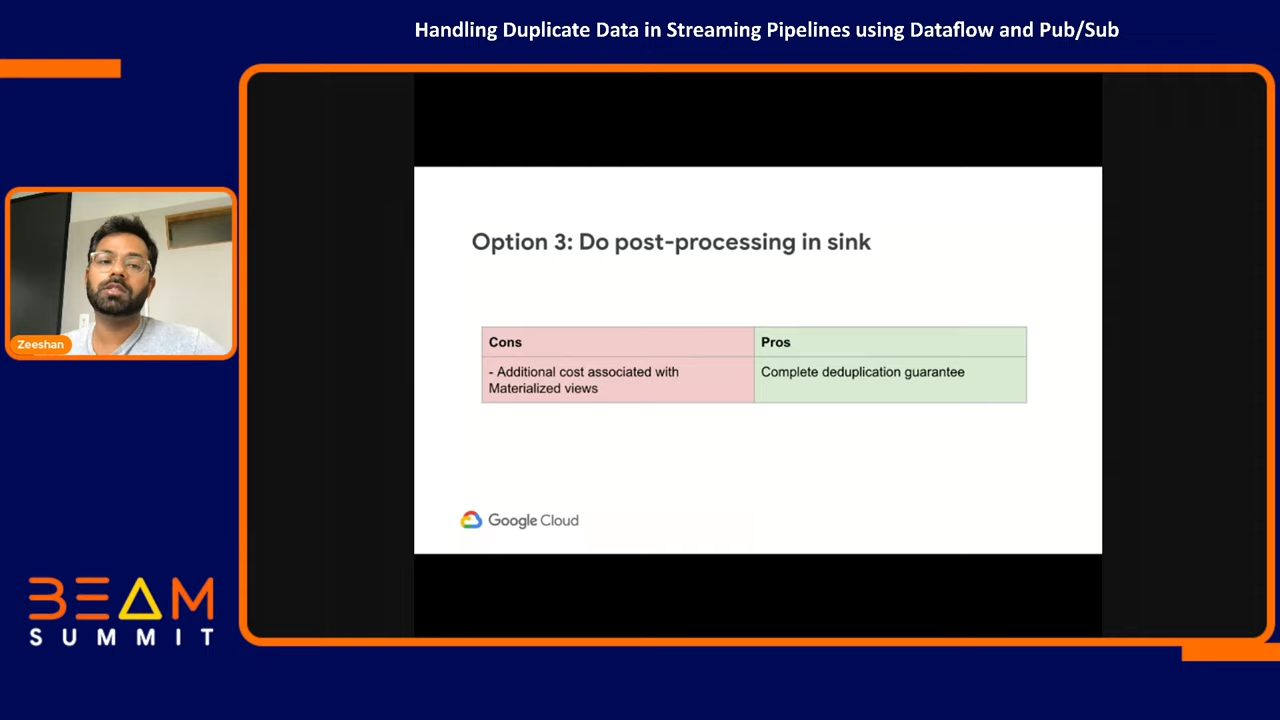 Handling Duplicate Data in Streaming Pipelines using Dataflow and Pub/Sub
Zeeshan
Option 3: Do post-processing in sink
Cons
Pros
- Additional cost associated with
Materialized views
Complete deduplication guarantee
Google Cloud
BEAM
SUMMIT